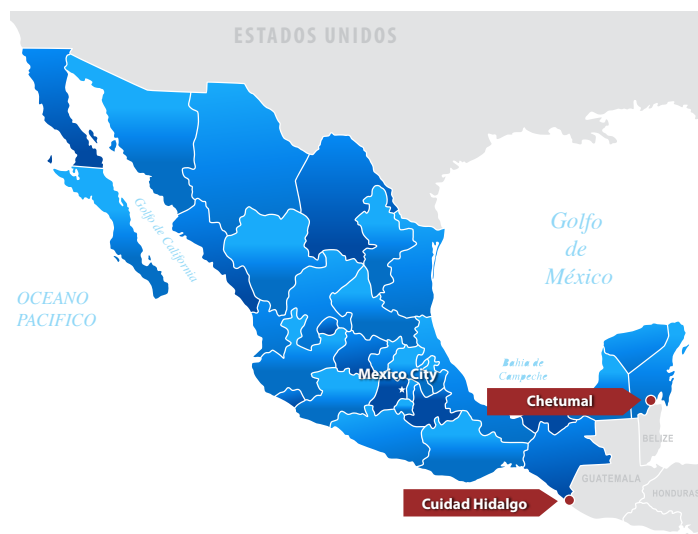 ESTADOS UNIDOS
Golfo de California
Golfo
de
México
OCEANO
PACIFICO
Bahia de
Campeche
Mexico City
Chetumal
BELIZE
GUATEMALA
HONDURAS
Cuidad Hidalgo